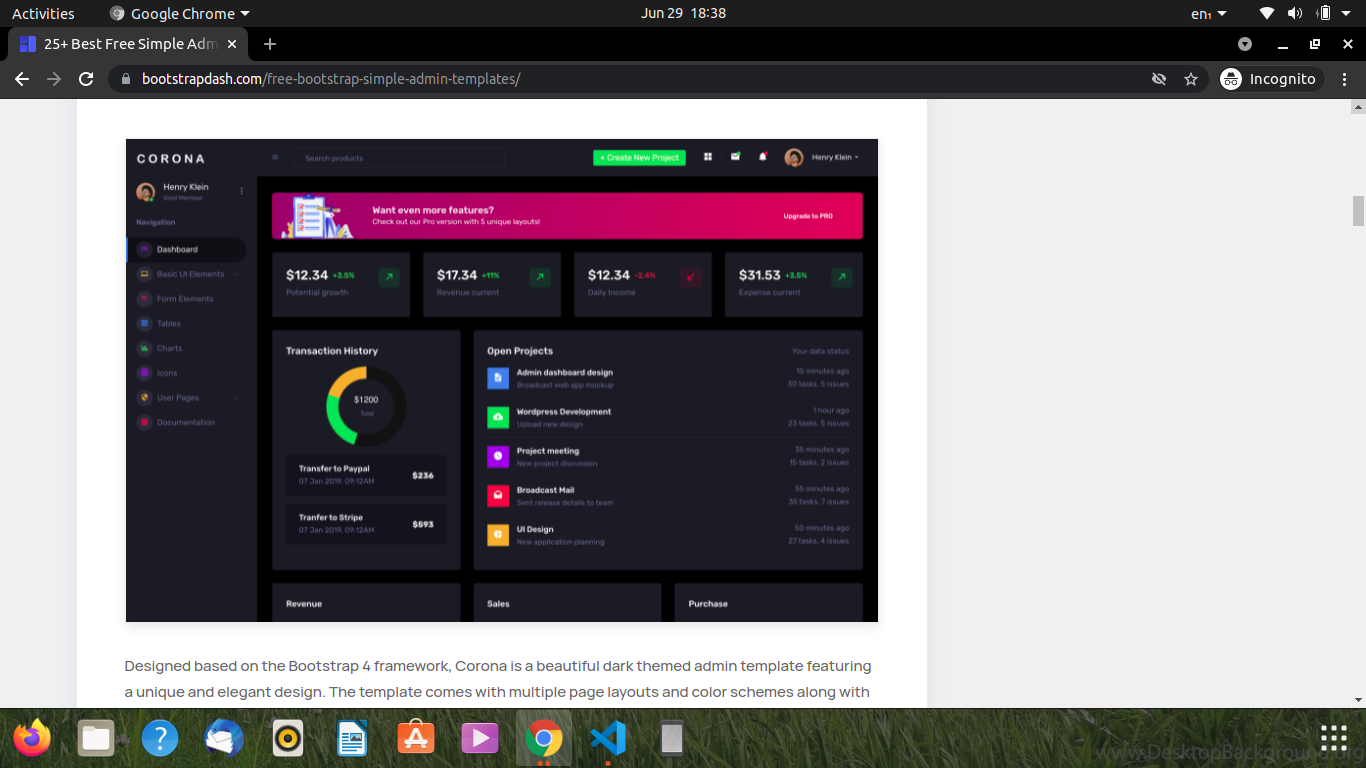 Activities
Google Chrome
Jun 29 18:38
en₁
25+ Best Free Simple Adm
bootstrapdash.com/free-bootstrap-simple-admin-templates/
Incognito
CORONA
Search products
+ Create New Project
Henry Klein
Henry Klein
Gold Member
Navigation
Dashboard
Basic UI Elements
Form Elements
Tables
Charts
Icons
User Pages
Documentation
Want even more features?
Check out our Pro version with 5 unique layouts!
Upgrade to PRO
$12.34 +3.5%
Potential growth
$17.34 +11%
Revenue current
$12.34 -2.4%
Daily Income
$31.53 +3.5%
Expense current
Transaction History
$1200
Total
Transfer to Paypal
07 Jan 2019, 09:12AM
$236
Tranfer to Stripe
07 Jan 2019, 09:12AM
$593
Open Projects
Your data status
Admin dashboard design
15 minutes ago
Broadcast web app mockup
30 tasks, 5 issues
Wordpress Development
1 hour ago
Upload new design
23 tasks, 5 issues
Project meeting
35 minutes ago
New project discussion
15 tasks, 2 issues
Broadcast Mail
55 minutes ago
Sent release details to team
35 tasks, 7 issues
UI Design
50 minutes ago
New application planning
27 tasks, 4 issues
Revenue
Sales
Purchase
Designed based on the Bootstrap 4 framework, Corona is a beautiful dark themed admin template featuring
a unique and elegant design. The template comes with multiple page layouts and color schemes along with
www.DesktopBackground.org